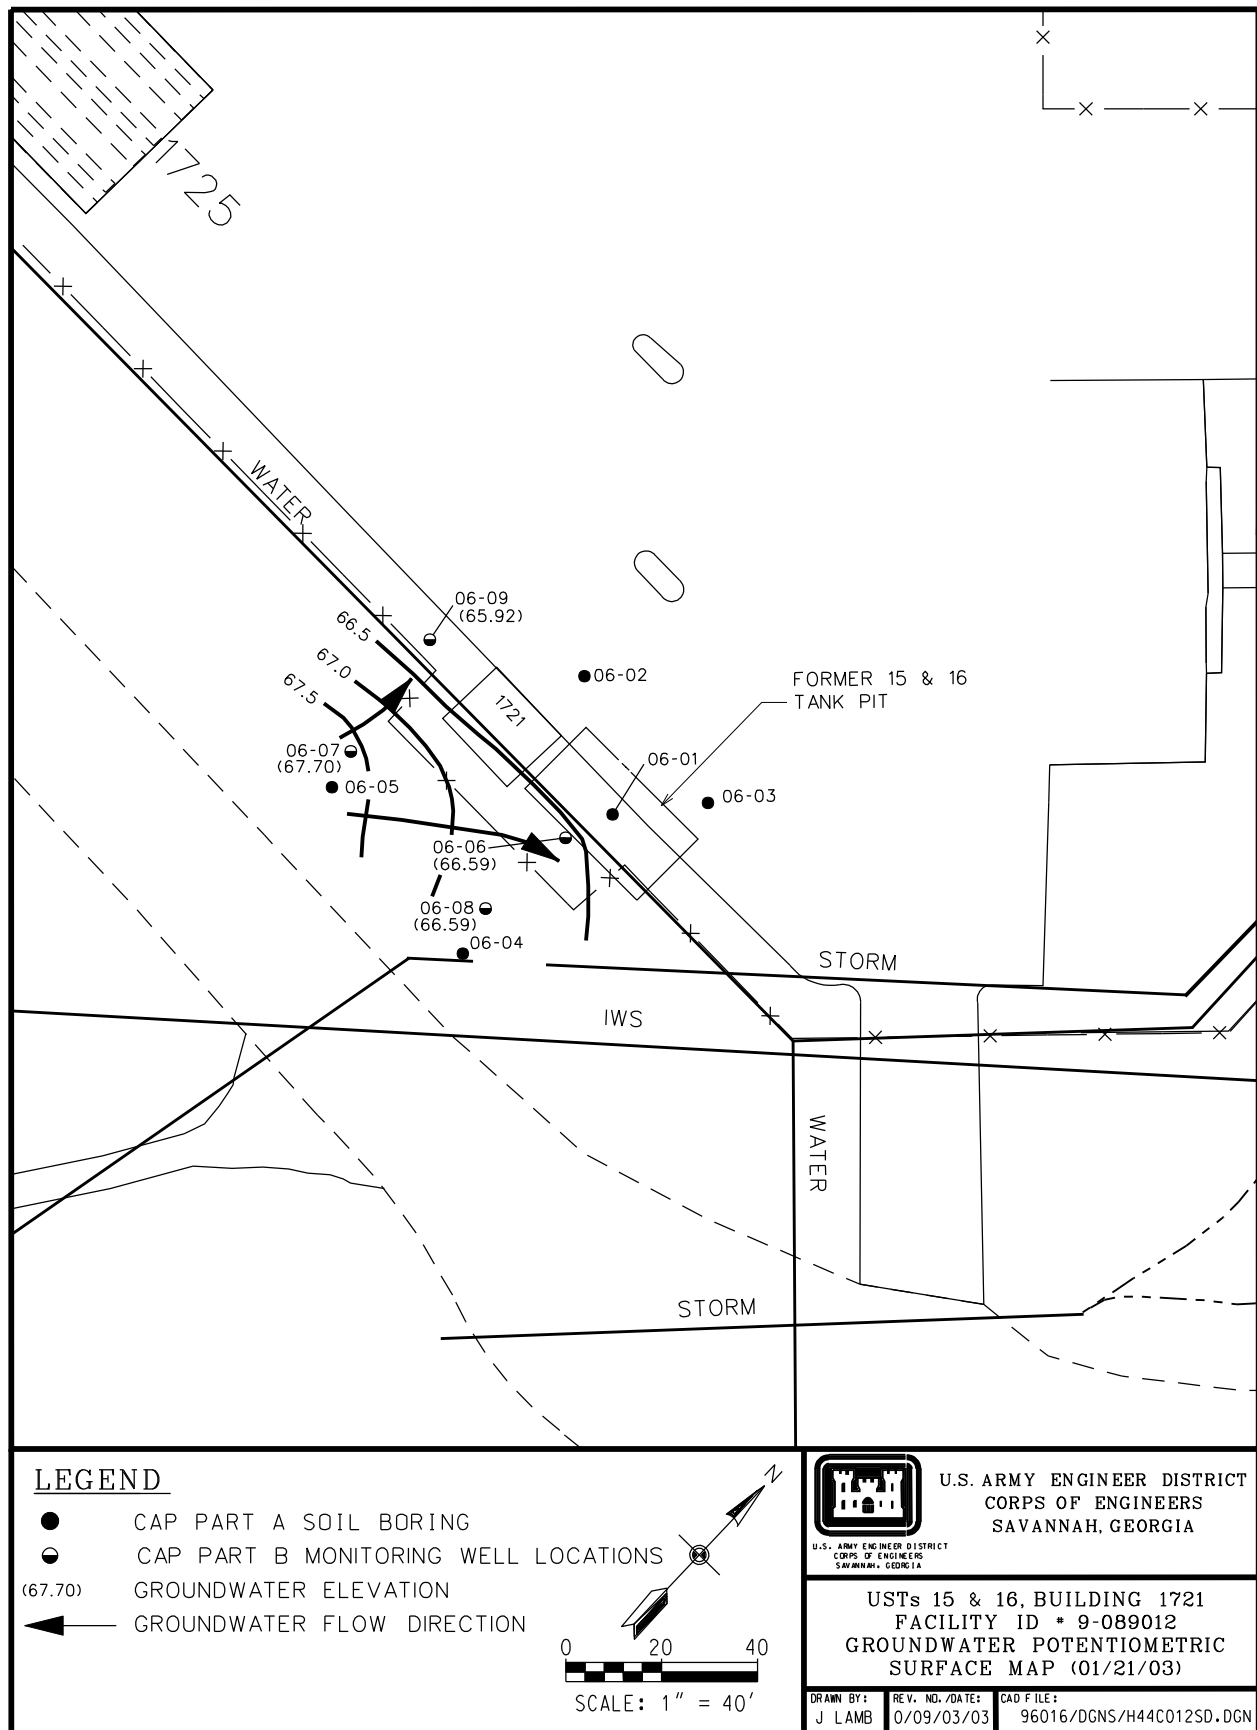 1725
WATER
06-09
(65.92)
66.5
67.0
67.5
06-02
FORMER 15 & 16
TANK PIT
1721
06-07
(67.70)
06-01
06-05
06-03
06-06
(66.59)
06-08
(66.59)
06-04
STORM
IWS
WATER
STORM
LEGEND
CAP PART A SOIL BORING
CAP PART B MONITORING WELL LOCATIONS
(67.70) GROUNDWATER ELEVATION
GROUNDWATER FLOW DIRECTION
N
0 20 40
SCALE: 1" = 40'
U.S. ARMY ENGINEER DISTRICT
CORPS OF ENGINEERS
SAVANNAH, GEORGIA
U.S. ARMY ENGINEER DISTRICT
CORPS OF ENGINEERS
SAVANNAH, GEORGIA
USTs 15 & 16, BUILDING 1721
FACILITY ID # 9-089012
GROUNDWATER POTENTIOMETRIC
SURFACE MAP (01/21/03)
DRAWN BY:
J LAMB
REV. NO./DATE:
0/09/03/03
CAD FILE:
96016/DGNS/H44C012SD.DGN